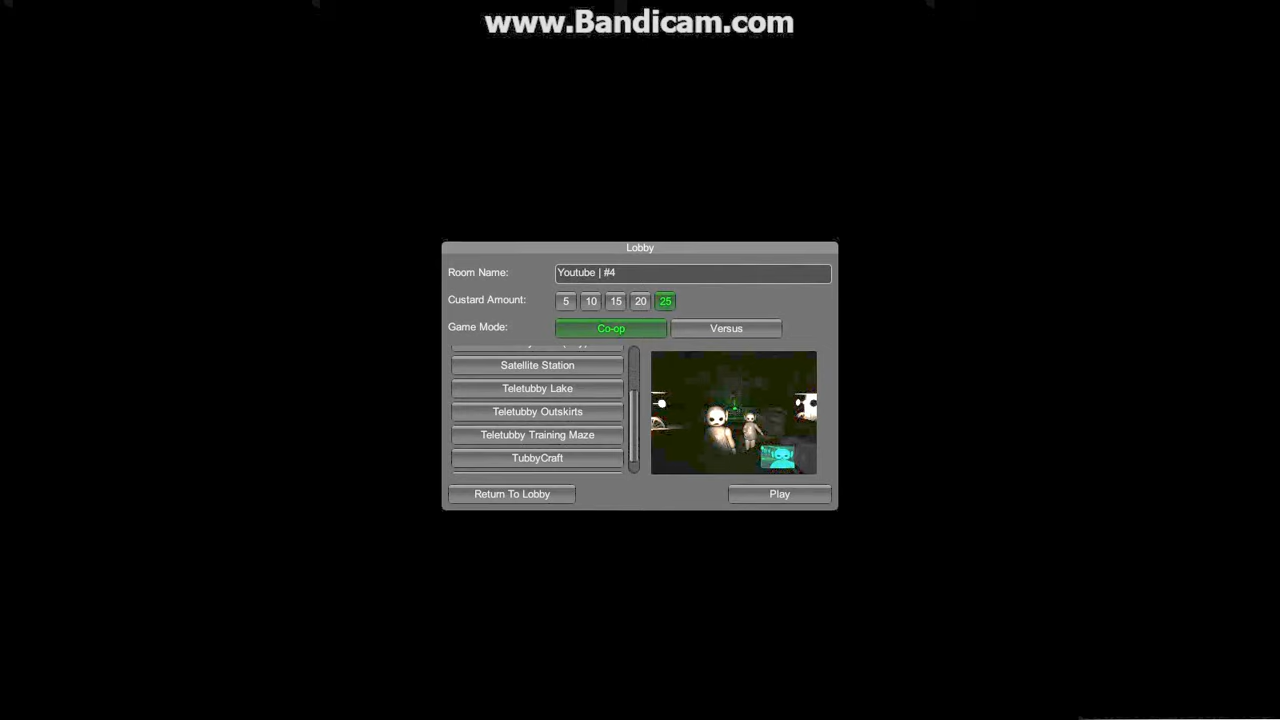 www.Bandicam.com
Lobby
Room Name: Youtube | #4
Custard Amount: 5 10 15 20 25
Game Mode: Co-op Versus
Satellite Station
Teletubby Lake
Teletubby Outskirts
Teletubby Training Maze
TubbyCraft
Return To Lobby Play